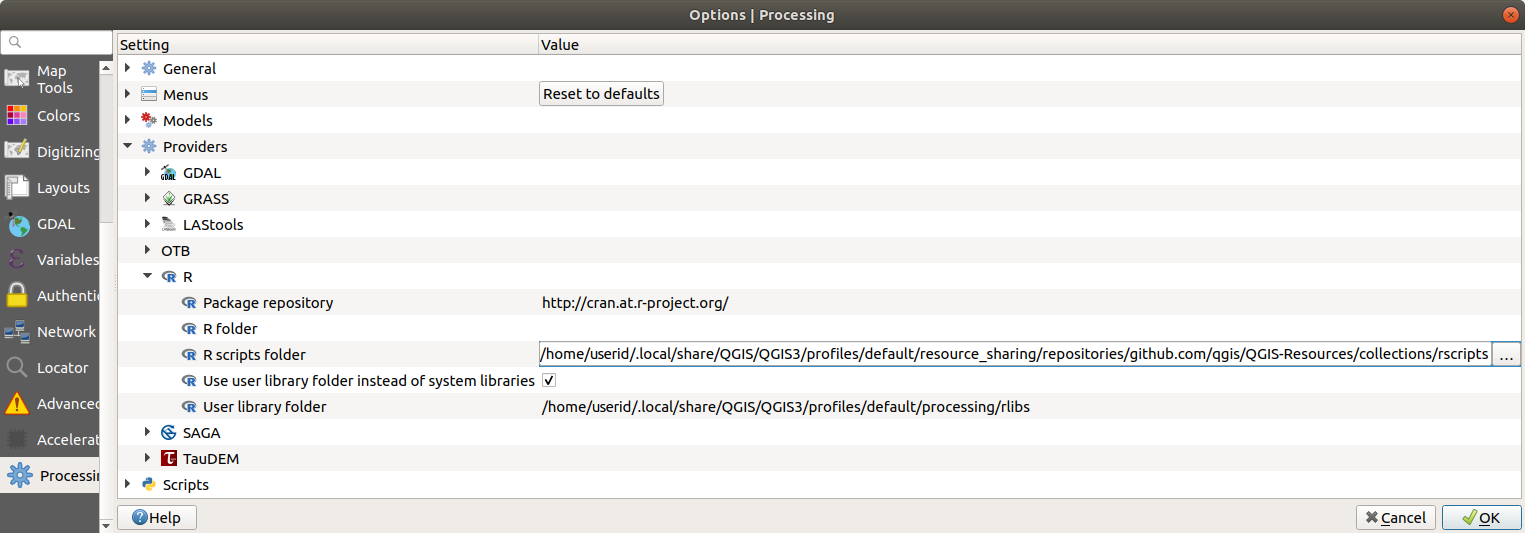 Options | Processing
Setting Value
Map
Tools
Colors
Digitizing
Layouts
GDAL
Variables
Authentic
Network
Locator
Advanced
Accelerat
Processin
General
Menus Reset to defaults
Models
Providers
GDAL GDAL
GRASS
LAStools
OTB
R R
R Package repository http://cran.at.r-project.org/
R R folder
R R scripts folder /home/userid/.local/share/QGIS/QGIS3/profiles/default/resource_sharing/repositories/github.com/qgis/QGIS-Resources/collections/rscripts ...
R Use user library folder instead of system libraries
R User library folder /home/userid/.local/share/QGIS/QGIS3/profiles/default/processing/rlibs
SAGA
TauDEM
Scripts
Help Cancel OK